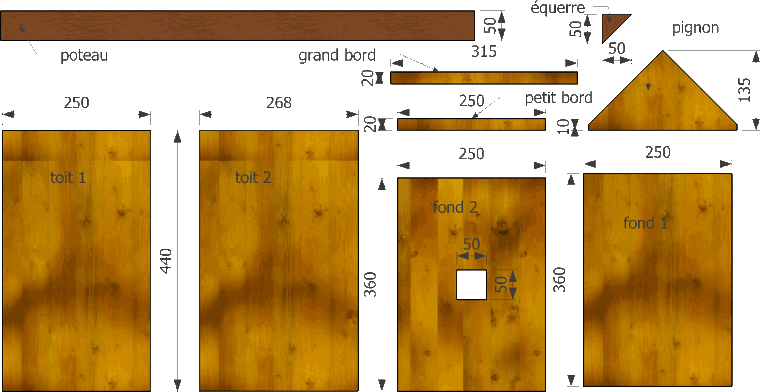 équerre
50
poteau
50
50
pignon
grand bord
315
20
135
250
petit bord
20
10
250
268
250
250
toit 1
toit 2
fond 2
fond 1
440
360
50
50
360